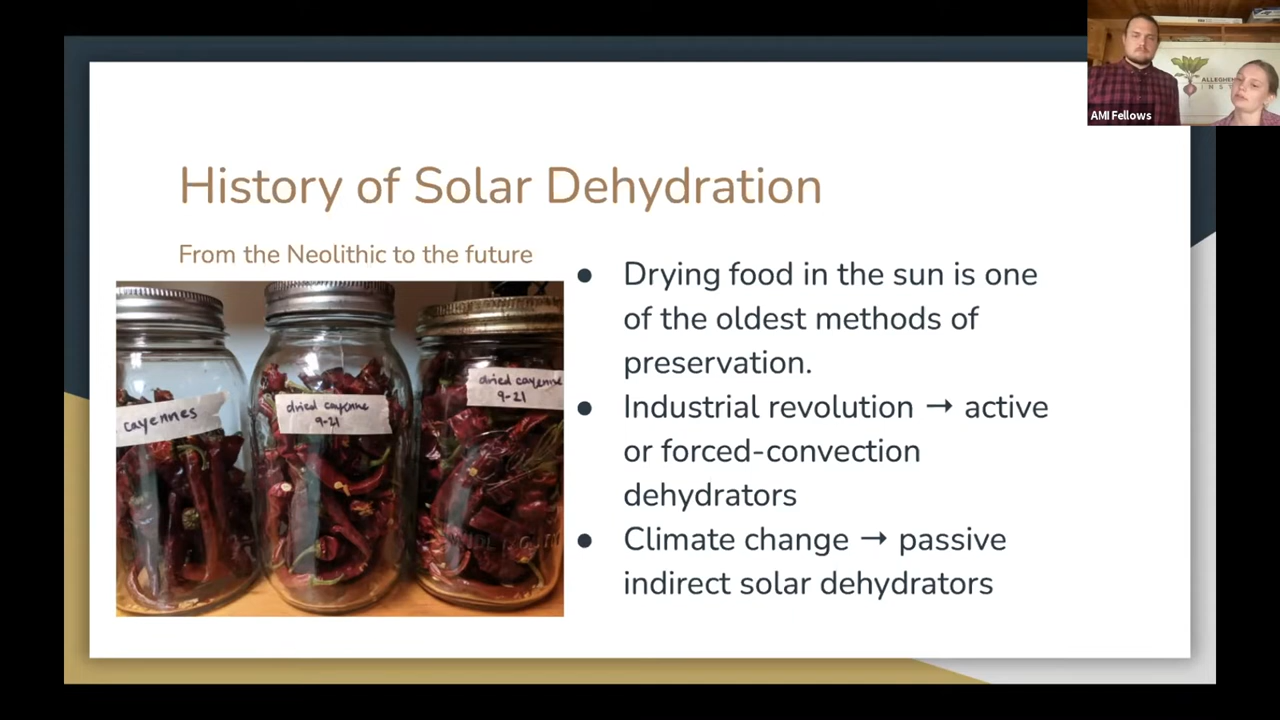 History of Solar Dehydration
From the Neolithic to the future
● Drying food in the sun is one
of the oldest methods of
preservation.
● Industrial revolution → active
or forced-convection
dehydrators
● Climate change → passive
indirect solar dehydrators
cayennes
dried cayenne
9-21
dried cayenne
9-21
AMI Fellows